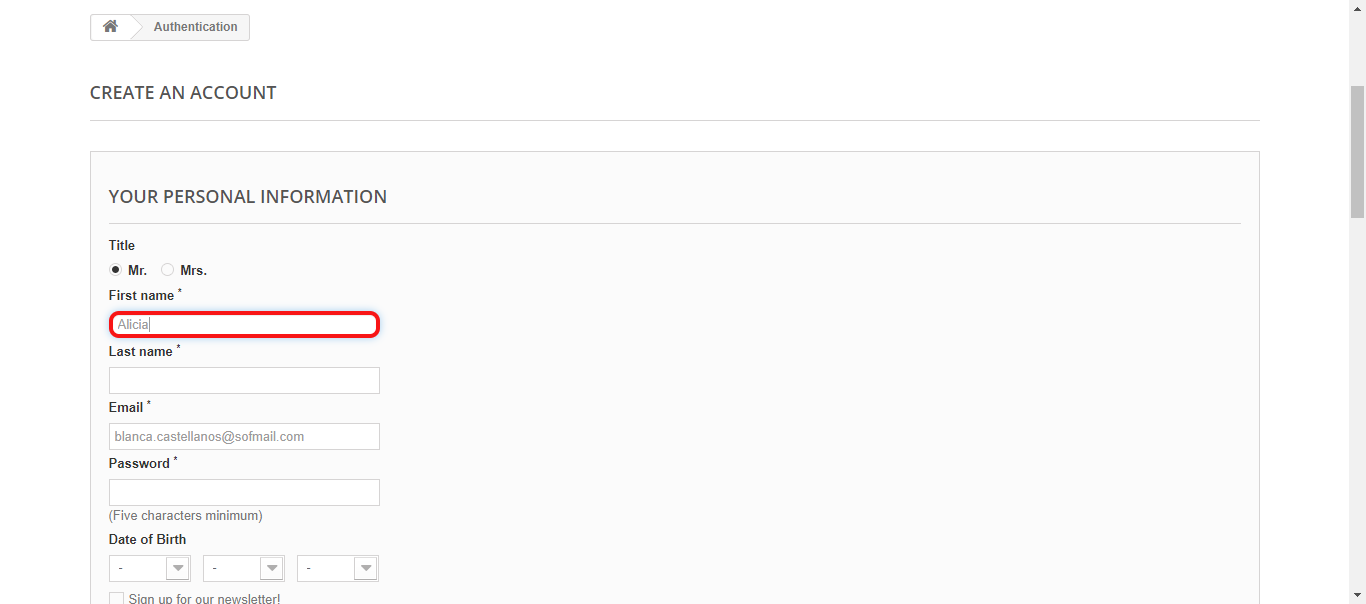 Authentication
CREATE AN ACCOUNT
YOUR PERSONAL INFORMATION
Title
Mr. Mrs.
First name *
Alicia
Last name *
Email *
blanca.castellanos@sofmail.com
Password *
(Five characters minimum)
Date of Birth
- - -
Sign up for our newsletter!